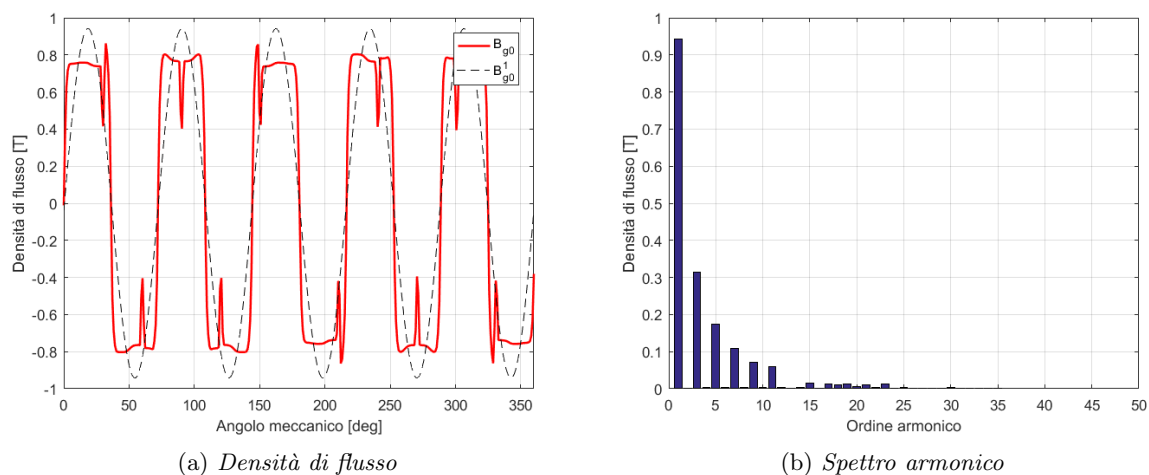 Densità di flusso [T]
1
0.8
0.6
0.4
0.2
0
-0.2
-0.4
-0.6
-0.8
-1
0 50 100 150 200 250 300 350
Angolo meccanico [deg]
B_g0
B_g0^1
(a) Densità di flusso
Densità di flusso [T]
1
0.9
0.8
0.7
0.6
0.5
0.4
0.3
0.2
0.1
0
0 5 10 15 20 25 30 35 40 45 50
Ordine armonico
(b) Spettro armonico